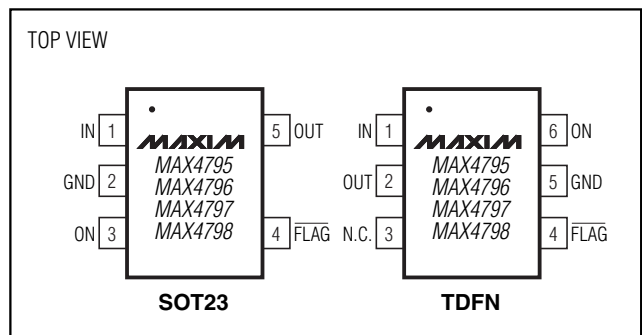 TOP VIEW
IN 1
GND 2
ON 3
MAXIM
MAX4795
MAX4796
MAX4797
MAX4798
5 OUT
4 FLAG
SOT23
IN 1
OUT 2
N.C. 3
MAXIM
MAX4795
MAX4796
MAX4797
MAX4798
6 ON
5 GND
4 FLAG
TDFN